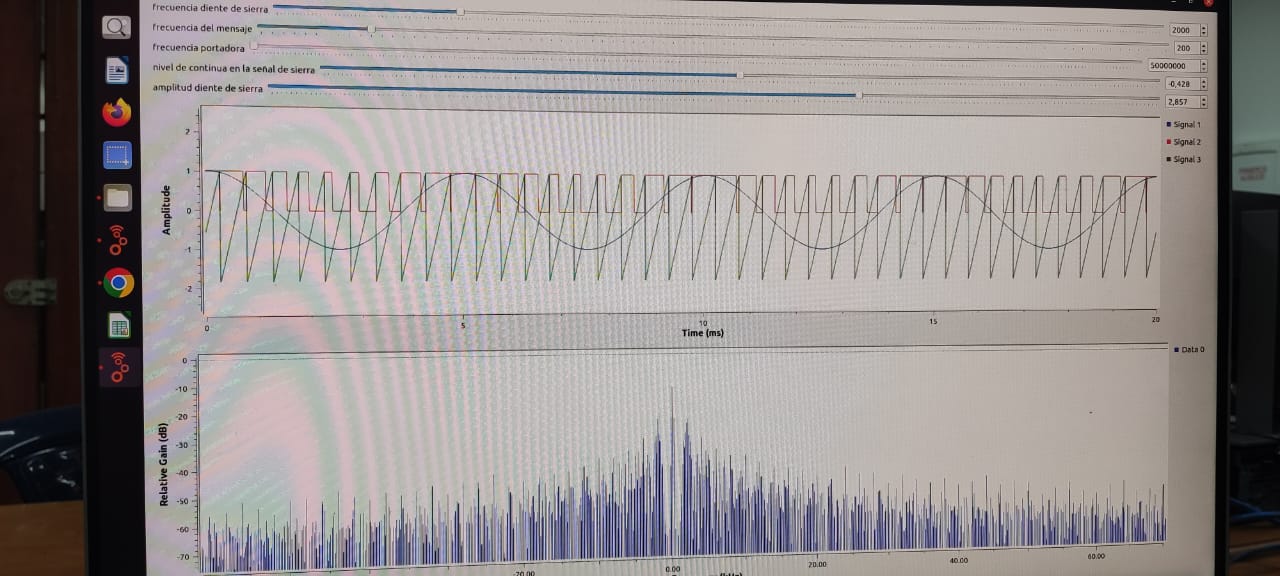 frecuencia diente de sierra
2000
frecuencia del mensaje
200
frecuencia portadora
50000000
nivel de continua en la señal de sierra
-0,428
amplitud diente de sierra
2,857
Signal 1
Signal 2
Signal 3
Amplitude
2
1
0
-1
-2
0
5
10
15
20
Time (ms)
Data 0
Relative Gain (dB)
0
-10
-20
-30
-40
-50
-60
-70
-20.00
0.00
20.00
40.00
60.00